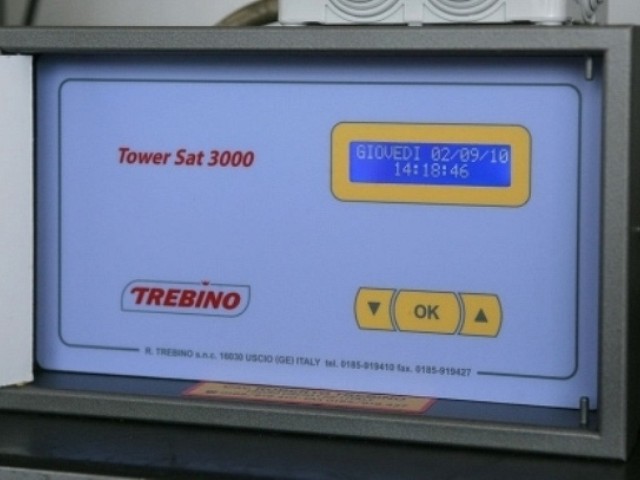 Tower Sat 3000
GIOVEDI 02/09/10
14:18:46
TREBINO
OK
R. TREBINO s.n.c. 16030 USCIO (GE) ITALY tel. 0185-919410 fax. 0185-919427